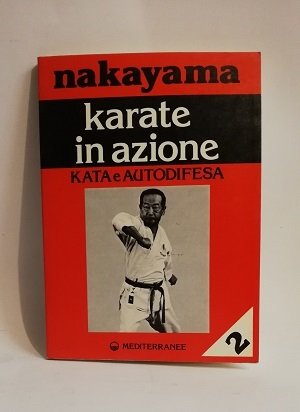 nakayama
karate
in azione
KATA e AUTODIFESA
MEDITERRANEE
2